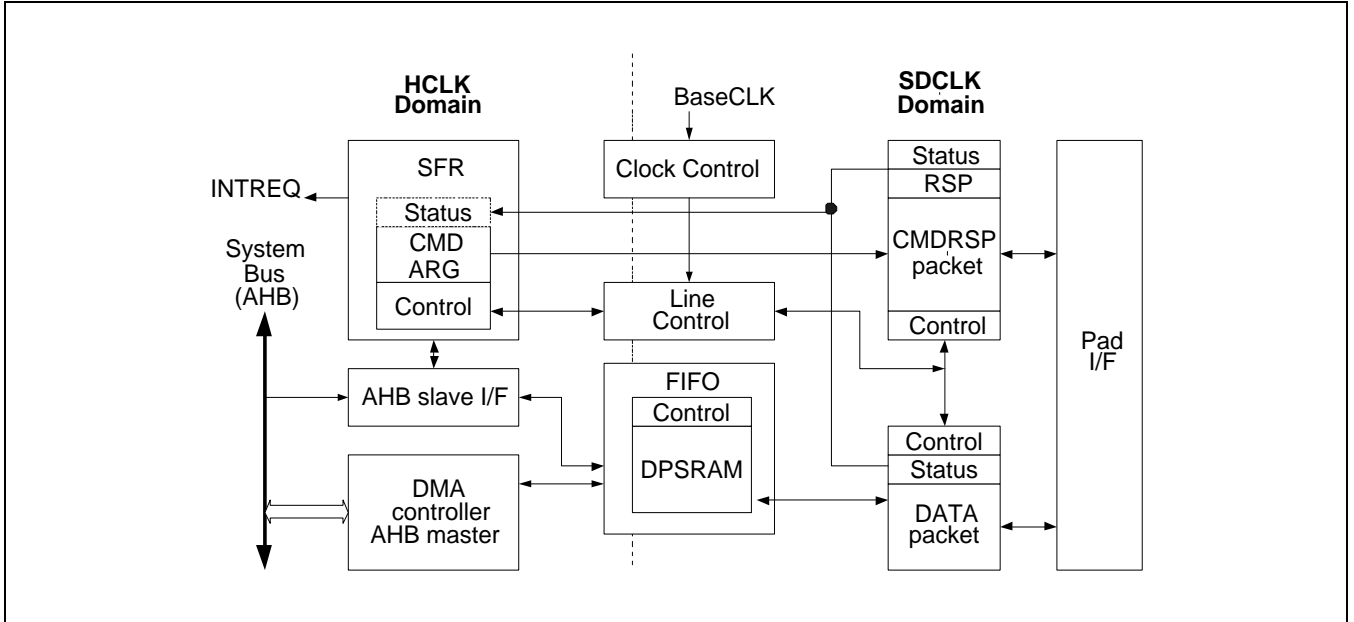 HCLK
Domain
BaseCLK
SDCLK
Domain
SFR
INTREQ
Status
CMD
ARG
Control
System
Bus
(AHB)
Clock Control
Line
Control
Status
RSP
CMDRSP
packet
Control
Pad
I/F
AHB slave I/F
FIFO
Control
DPSRAM
DMA
controller
AHB master
Control
Status
DATA
packet